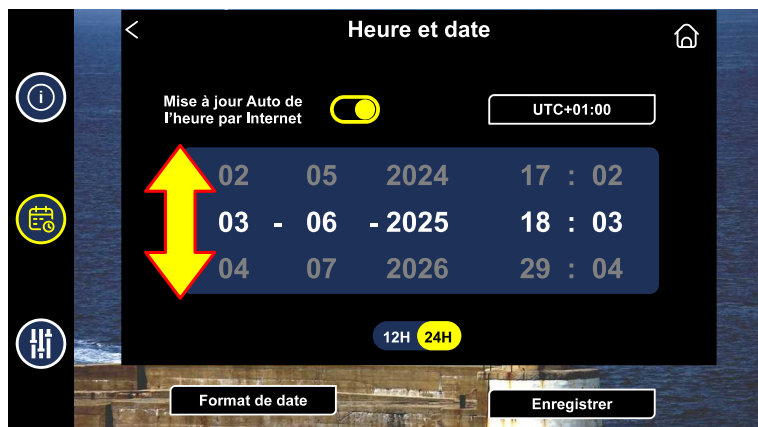 Heure et date
Mise à jour Auto de
l'heure par Internet
UTC+01:00
02 05 2024 17 : 02
03 - 06 - 2025 18 : 03
04 07 2026 29 : 04
12H 24H
Format de date
Enregistrer